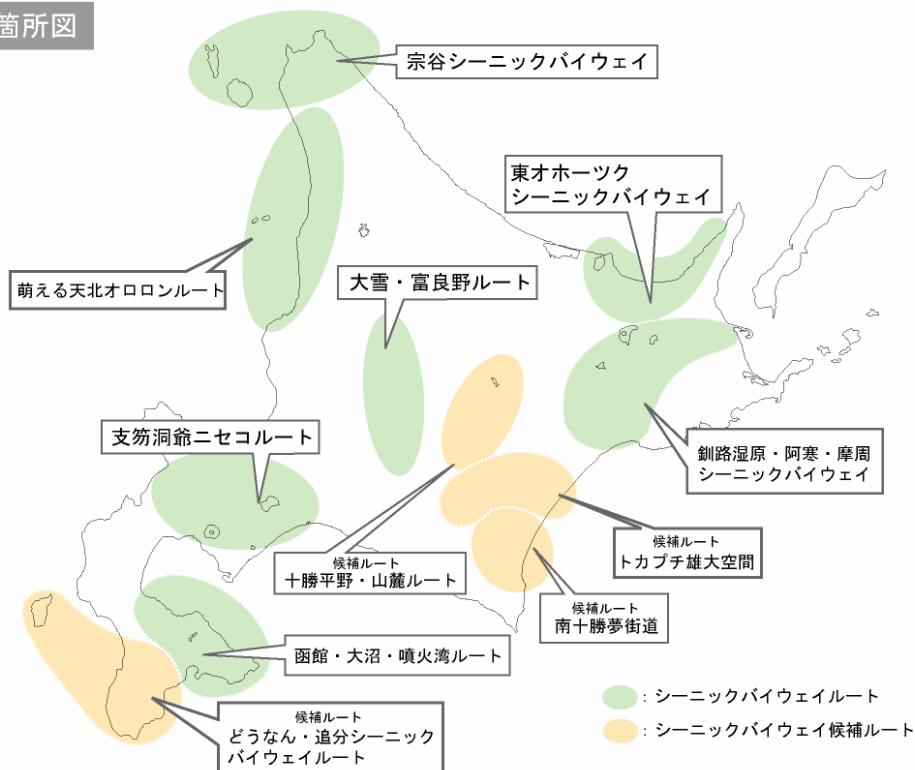 箇所図
宗谷シーニックバイウェイ
東オホーツク
シーニックバイウェイ
萌える天北オロロンルート
大雪・富良野ルート
支笏洞爺ニセコルート
釧路湿原・阿寒・摩周
シーニックバイウェイ
候補ルート
十勝平野・山麓ルート
候補ルート
トカプチ雄大空間
候補ルート
南十勝夢街道
函館・大沼・噴火湾ルート
候補ルート
どうなん・追分シーニック
バイウェイルート
：シーニックバイウェイルート
：シーニックバイウェイ候補ルート